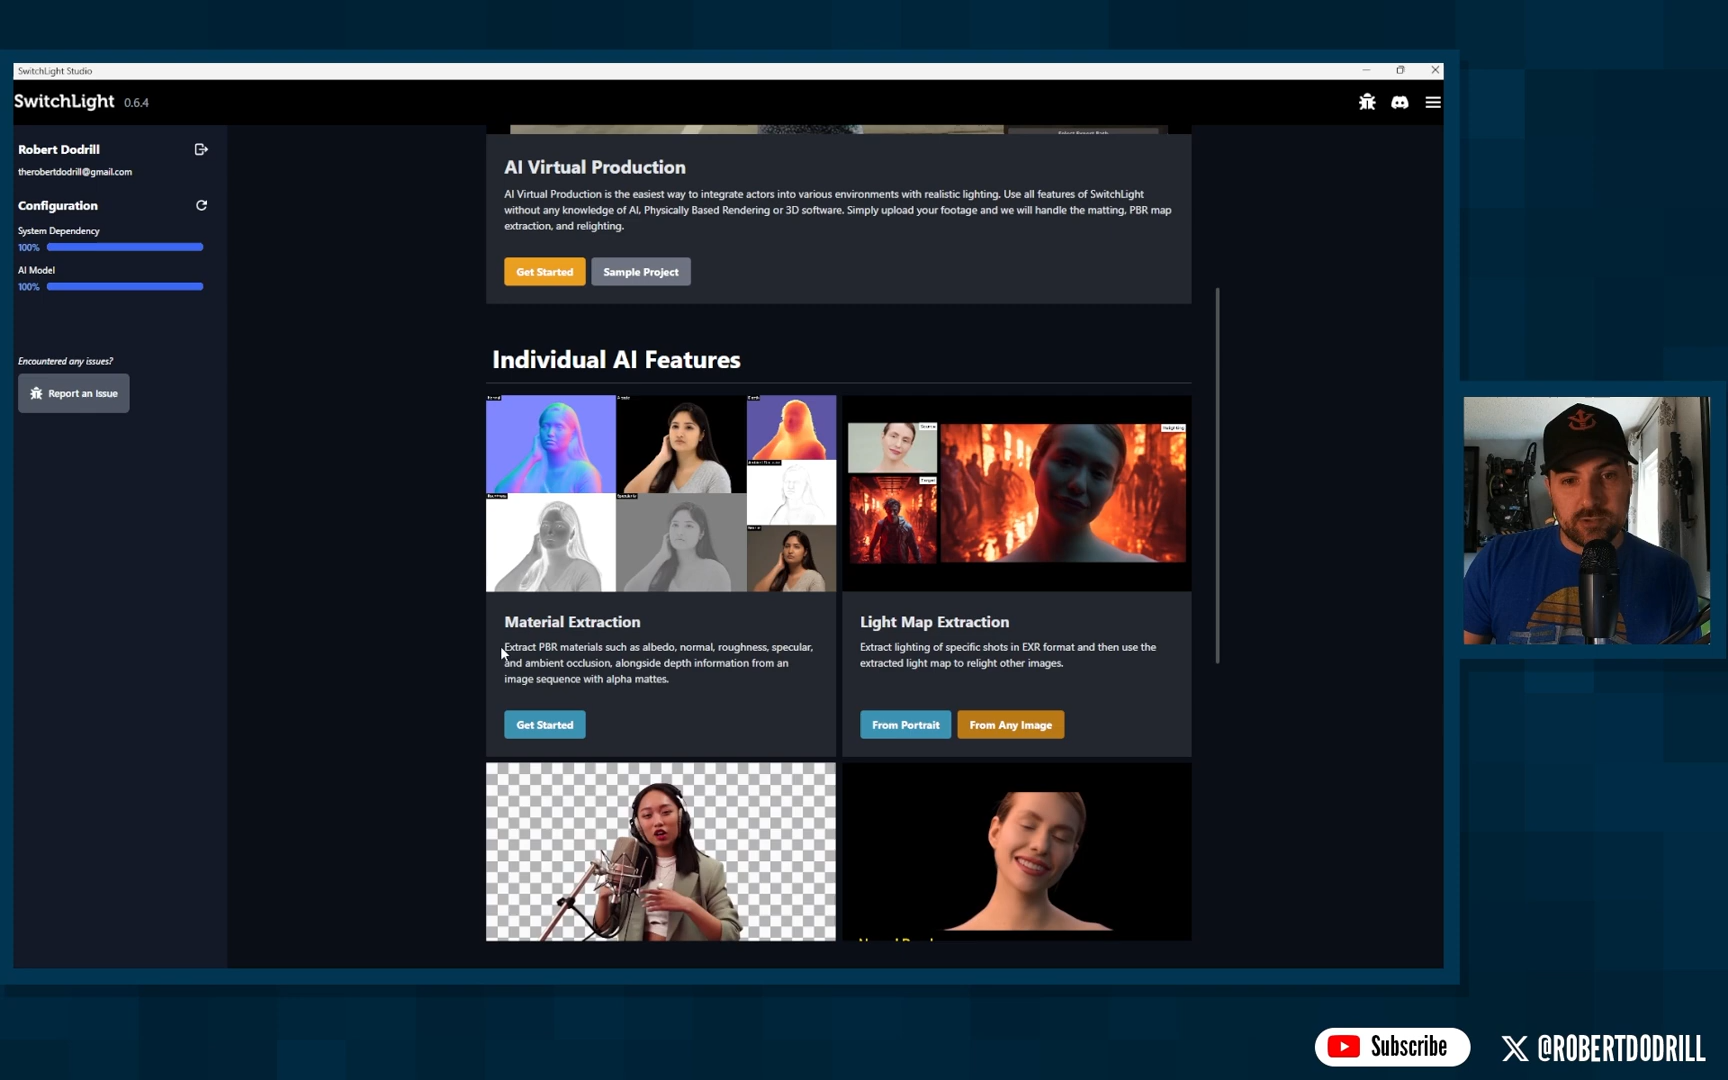 SwitchLight Studio
SwitchLight 0.6.4
Robert Dodrill
therobertdodrill@gmail.com
Configuration
System Dependency
100%
AI Model
100%
Encountered any issues?
Report an Issue
Select Export Path
AI Virtual Production
AI Virtual Production is the easiest way to integrate actors into various environments with realistic lighting. Use all features of SwitchLight
without any knowledge of AI, Physically Based Rendering or 3D software. Simply upload your footage and we will handle the matting, PBR map
extraction, and relighting.
Get Started
Sample Project
Individual AI Features
Material Extraction
Extract PBR materials such as albedo, normal, roughness, specular,
and ambient occlusion, alongside depth information from an
image sequence with alpha mattes.
Get Started
Source
Target
Relighting
Light Map Extraction
Extract lighting of specific shots in EXR format and then use the
extracted light map to relight other images.
From Portrait
From Any Image
Subscribe
@ROBERTDODRILL